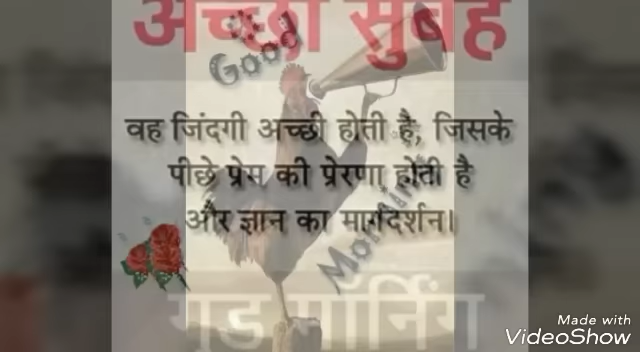 अच्छा सुबह
Good
वह जिंदगी अच्छी होती है, जिसके
पीछे प्रेम की प्रेरणा होती है
और ज्ञान का मार्गदर्शन।
Morning
गुड मॉर्निंग
Made with
VideoShow